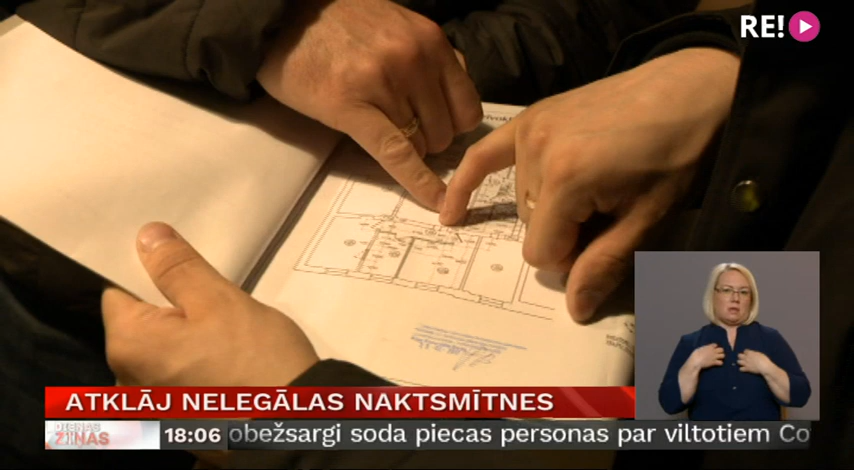 RE!
ATKLĀJ NELEGĀLAS NAKTSMĪTNES
DIENAS
ZIŅAS
18:06
obežsargi soda piecas personas par viltotiem Co